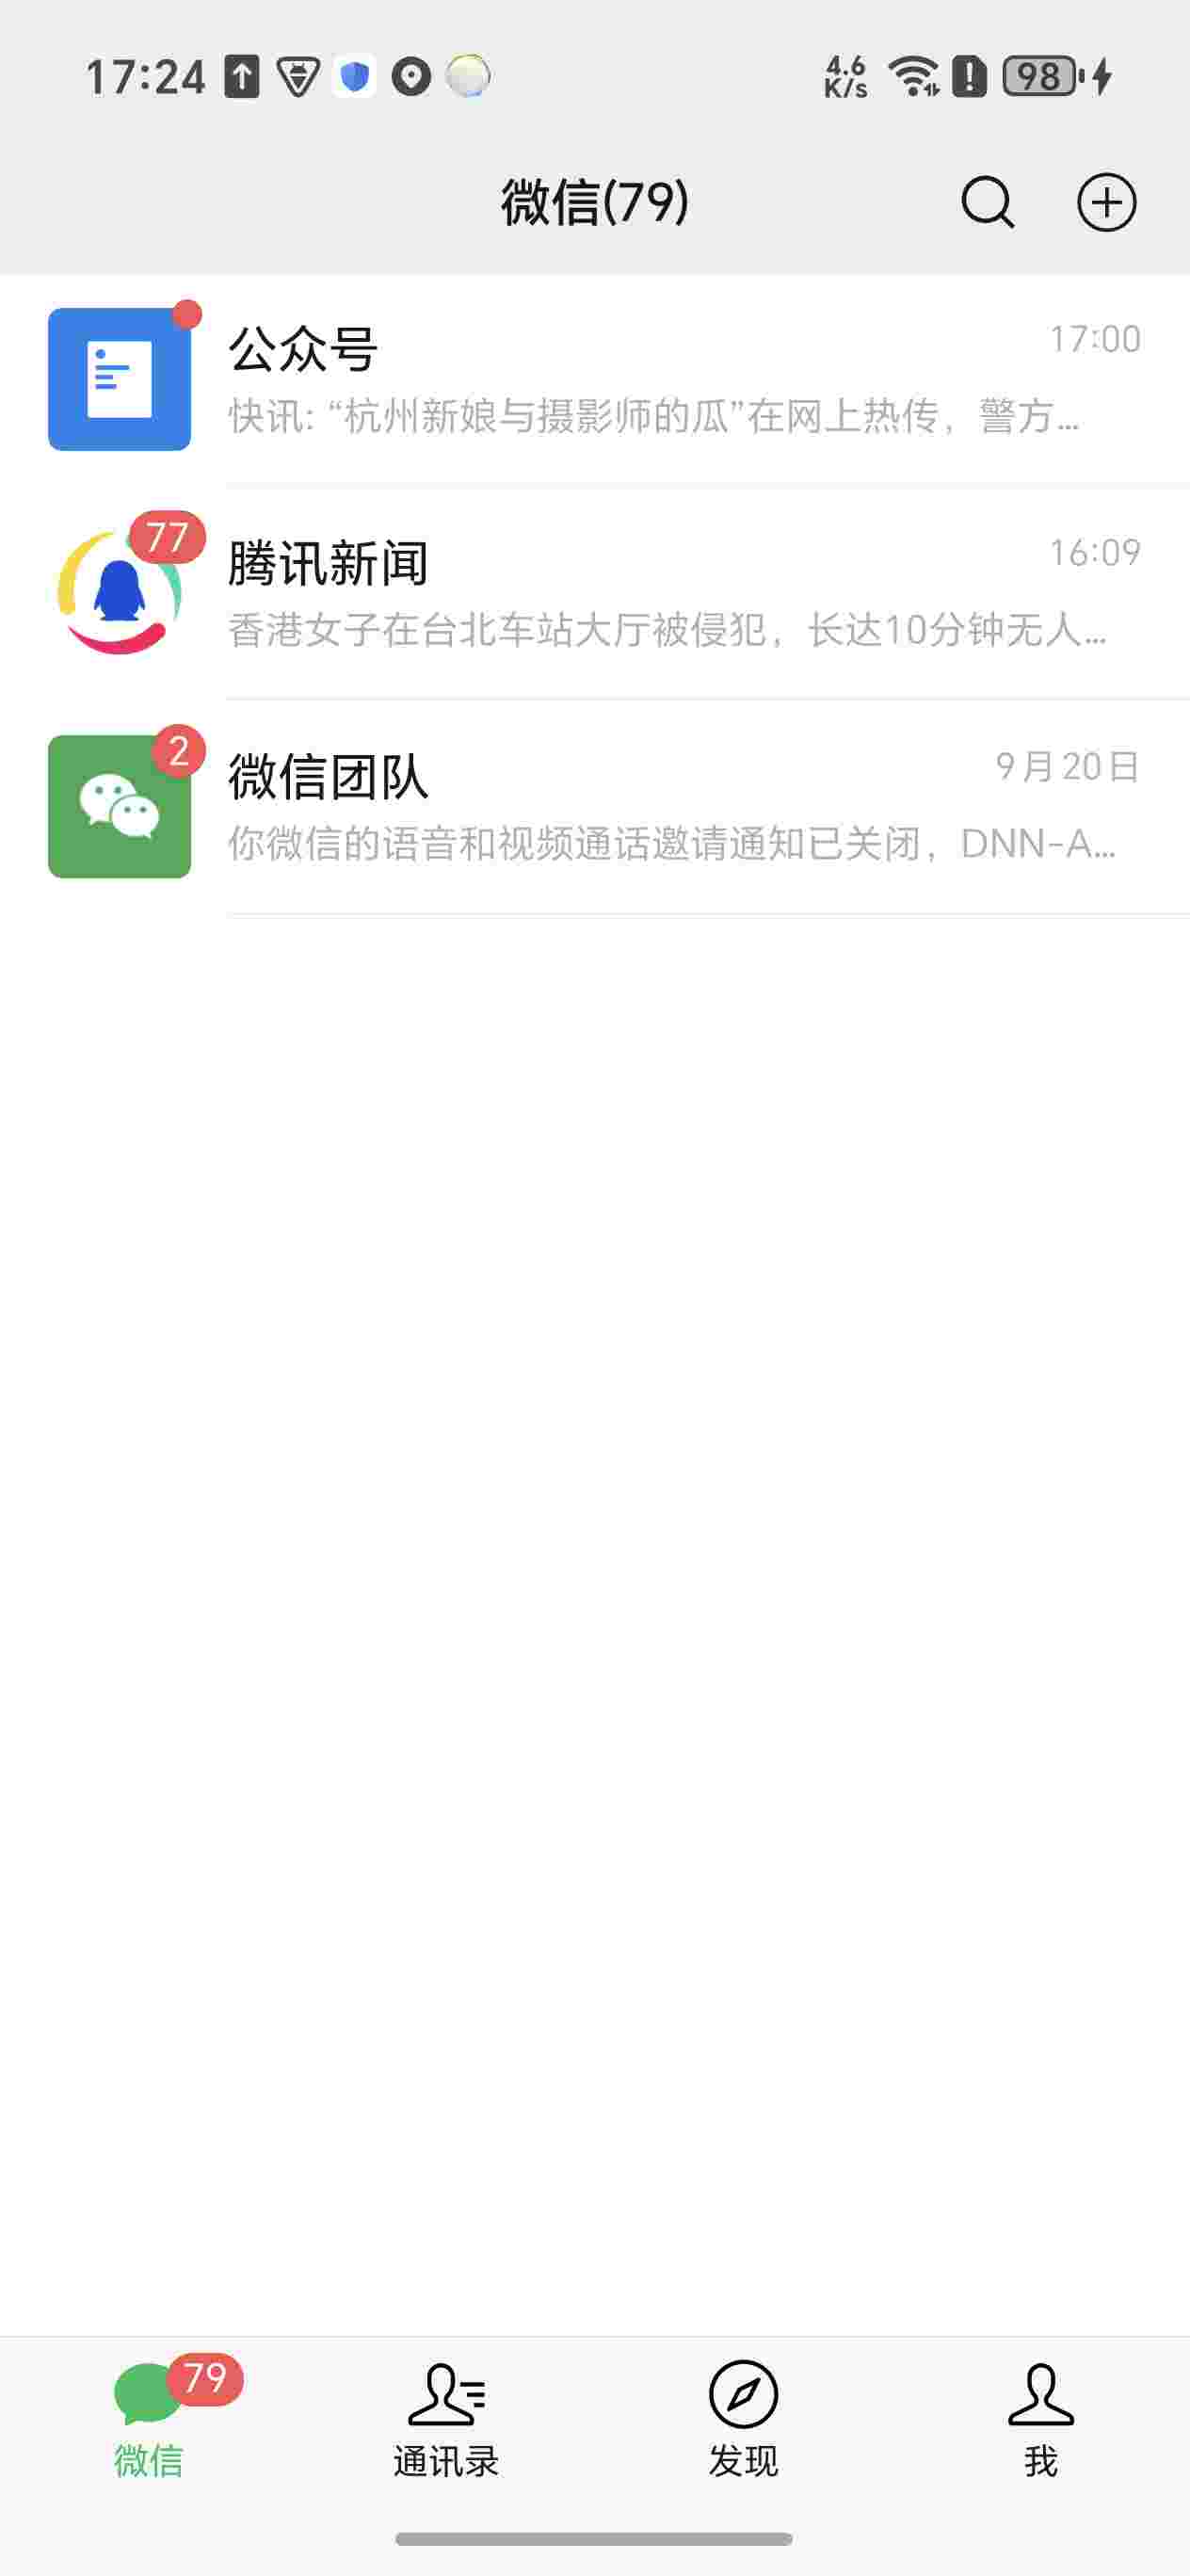 17:24
4.6 K/s
98
微信(79)
公众号
17:00
快讯: “杭州新娘与摄影师的瓜”在网上热传，警方...
77
腾讯新闻
16:09
香港女子在台北车站大厅被侵犯，长达10分钟无人...
2
微信团队
9月20日
你微信的语音和视频通话邀请通知已关闭，DNN-A...
79
微信
通讯录
发现
我